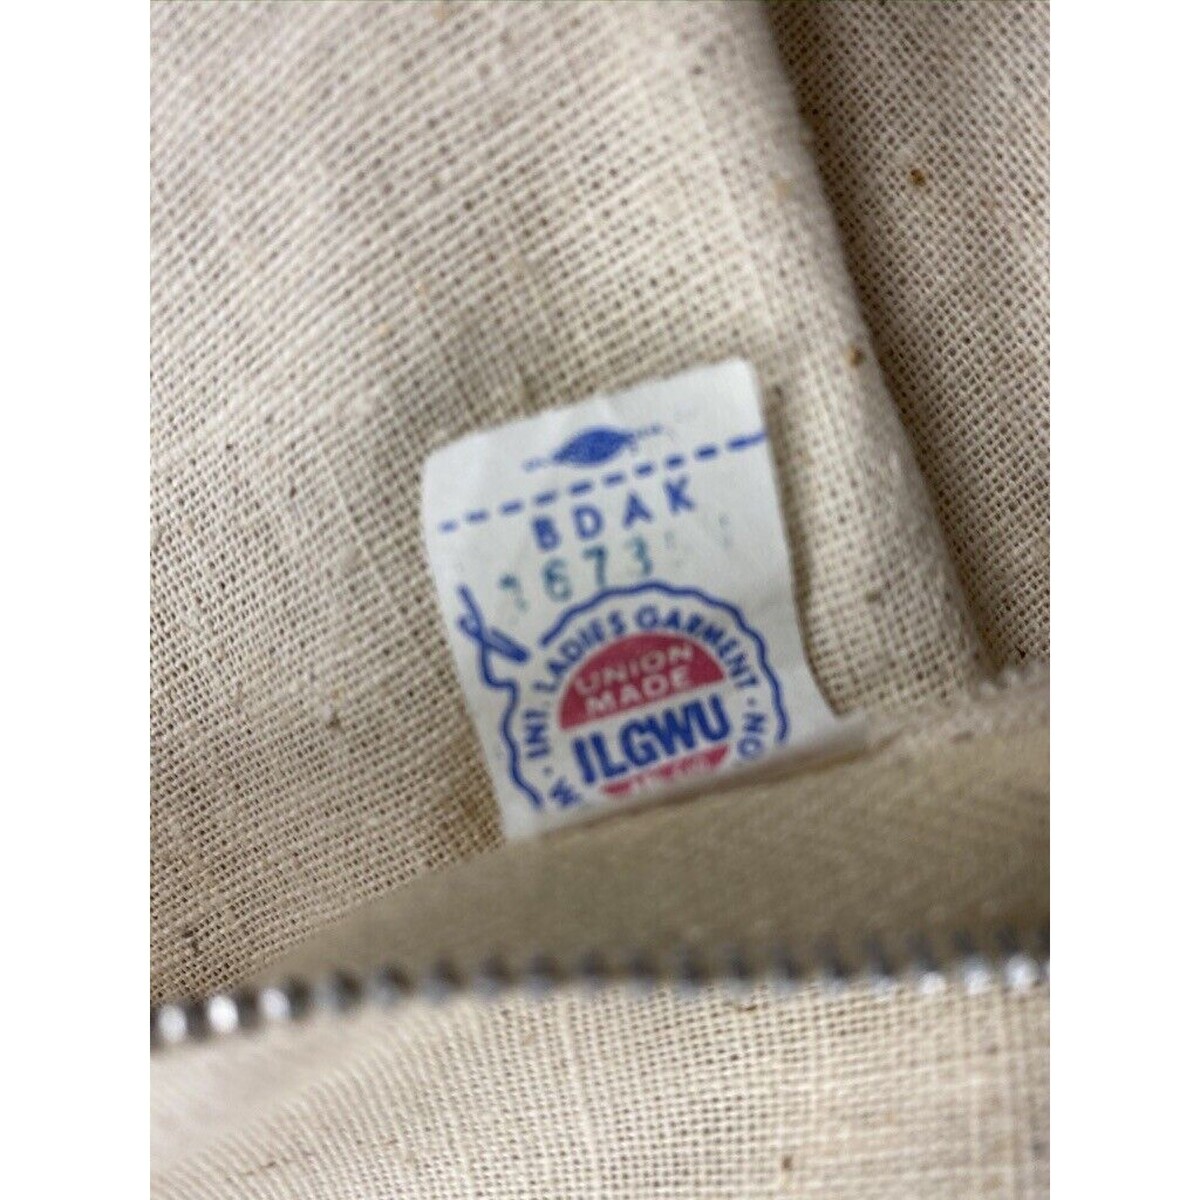 BDAK
673
INT. LADIES GARMENT
UNION
MADE
ILGWU